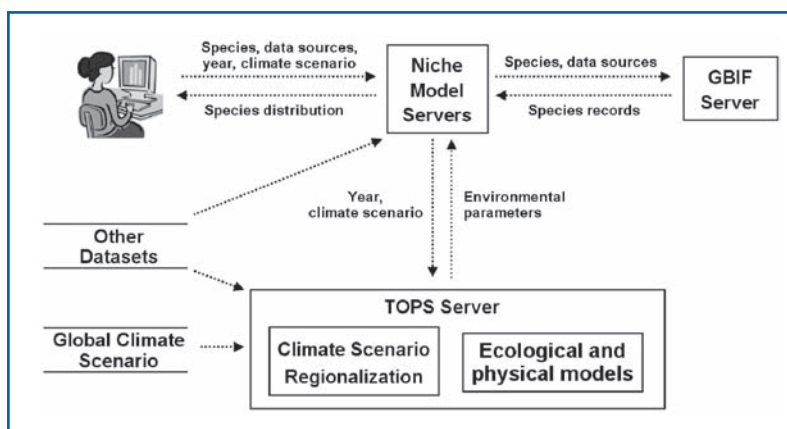 Species, data sources,
year, climate scenario
Species distribution
Niche
Model
Servers
Species, data sources
Species records
GBIF
Server
Year,
climate scenario
Environmental
parameters
Other
Datasets
Global Climate
Scenario
TOPS Server
Climate Scenario
Regionalization
Ecological and
physical models